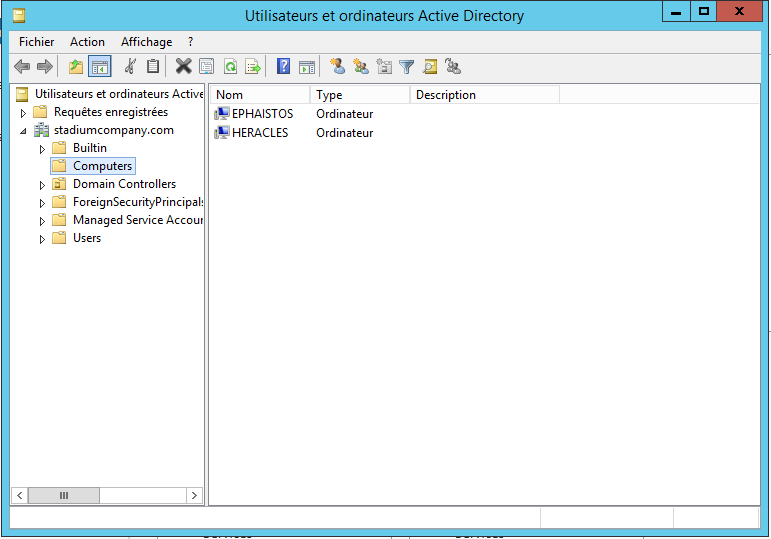 Utilisateurs et ordinateurs Active Directory
Fichier Action Affichage ?
Utilisateurs et ordinateurs Active
Requêtes enregistrées
stadiumcompany.com
Builtin
Computers
Domain Controllers
ForeignSecurityPrincipals
Managed Service Accour
Users
Nom Type Description
EPHAISTOS Ordinateur
HERACLES Ordinateur